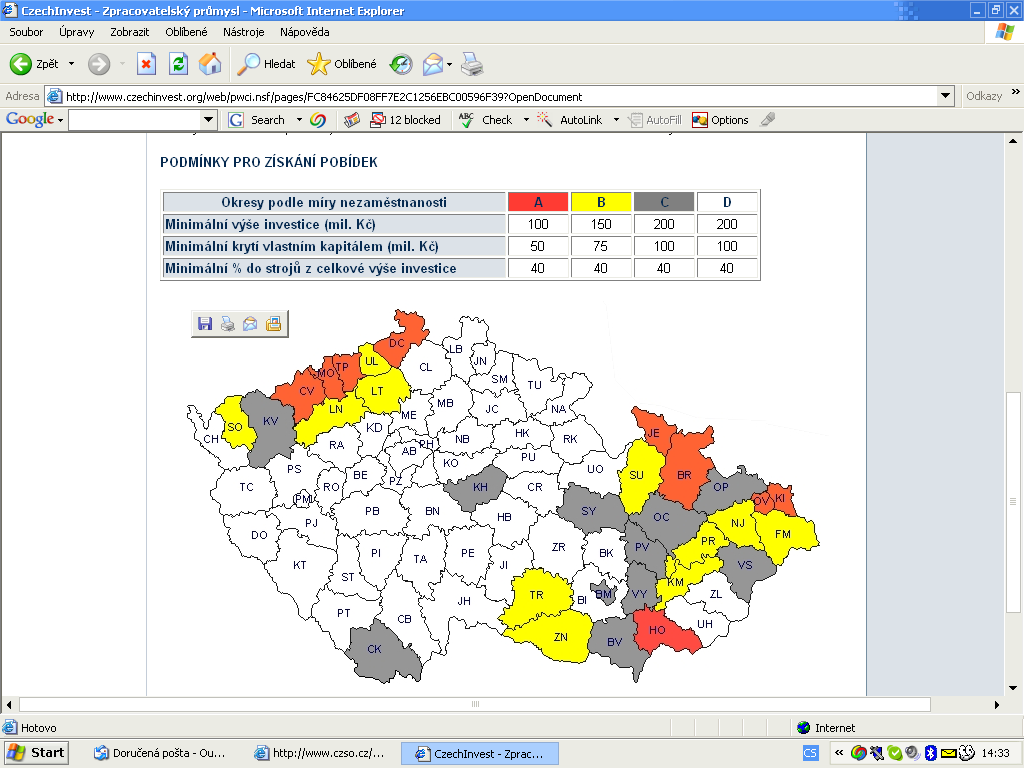 CzechInvest - Zpracovatelský průmysl - Microsoft Internet Explorer
Soubor Úpravy Zobrazit Oblíbené Nástroje Nápověda
Zpět Hledat Oblíbené
Adresa http://www.czechinvest.org/web/pwci.nsf/pages/FC84625DF08FF7E2C1256EBC00596F39?OpenDocument Odkazy »
Google Search 12 blocked ABC Check AutoLink AutoFill Options
PODMÍNKY PRO ZÍSKÁNÍ POBÍDEK
Okresy podle míry nezaměstnanosti A B C D
Minimální výše investice (mil. Kč) 100 150 200 200
Minimální krytí vlastním kapitálem (mil. Kč) 50 75 100 100
Minimální % do strojů z celkové výše investice 40 40 40 40
DC
LB
UL JN
MO TP CL
SM
CV LT TU
MB
LN ME JC NA
SO KV KD
JE
CH RA PH NB HK RK
AB
KO PU
PS BE UO SU BR
TC RO PZ KH CR OP
PM OV KI
PB BN HB SY OC
PJ NJ
DO FM
PI TA PE ZR BK PV PR
KT JI VS
ST KM
TR BI BM VY ZL
JH
PT CB UH
HO
ZN BV
CK
Hotovo Internet
Start Doručená pošta - Ou... http://www.czso.cz/... CzechInvest - Zprac... CS « 14:33